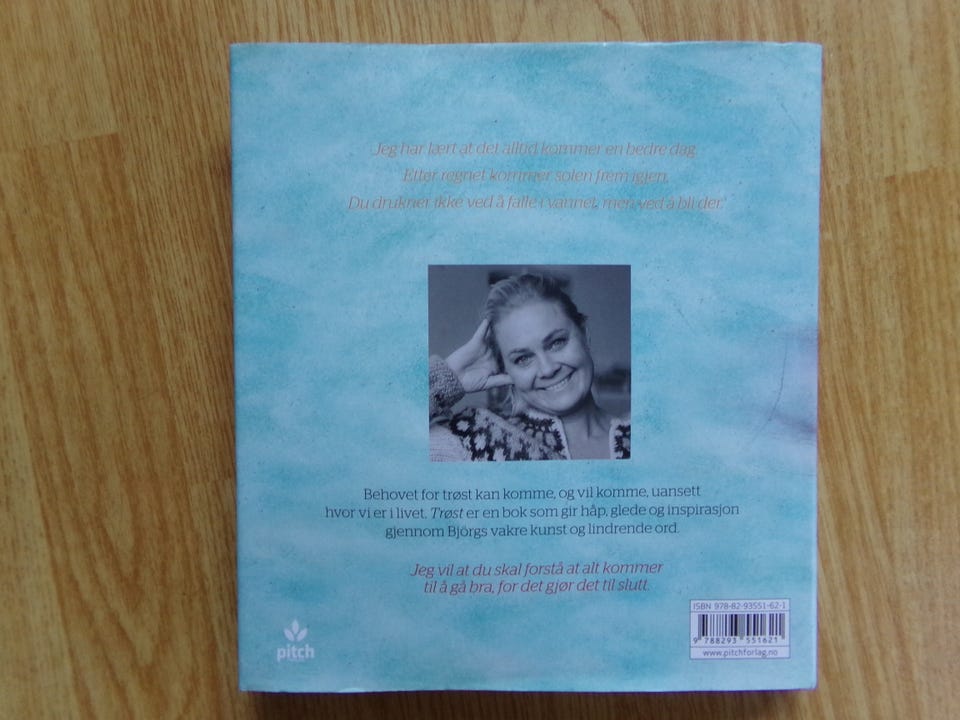 "Jeg har lært at det alltid kommer en bedre dag.
Etter regnet kommer solen frem igjen.
Du drukner ikke ved å falle i vannet, men ved å bli der."
Behovet for trøst kan komme, og vil komme, uansett
hvor vi er i livet. Trøst er en bok som gir håp, glede og inspirasjon
gjennom Björgs vakre kunst og lindrende ord.
Jeg vil at du skal forstå at alt kommer
til å gå bra, for det gjør det til slutt.
ISBN 978-82-93551-62-1
9 788293 551621
www.pitchforlag.no
pitch